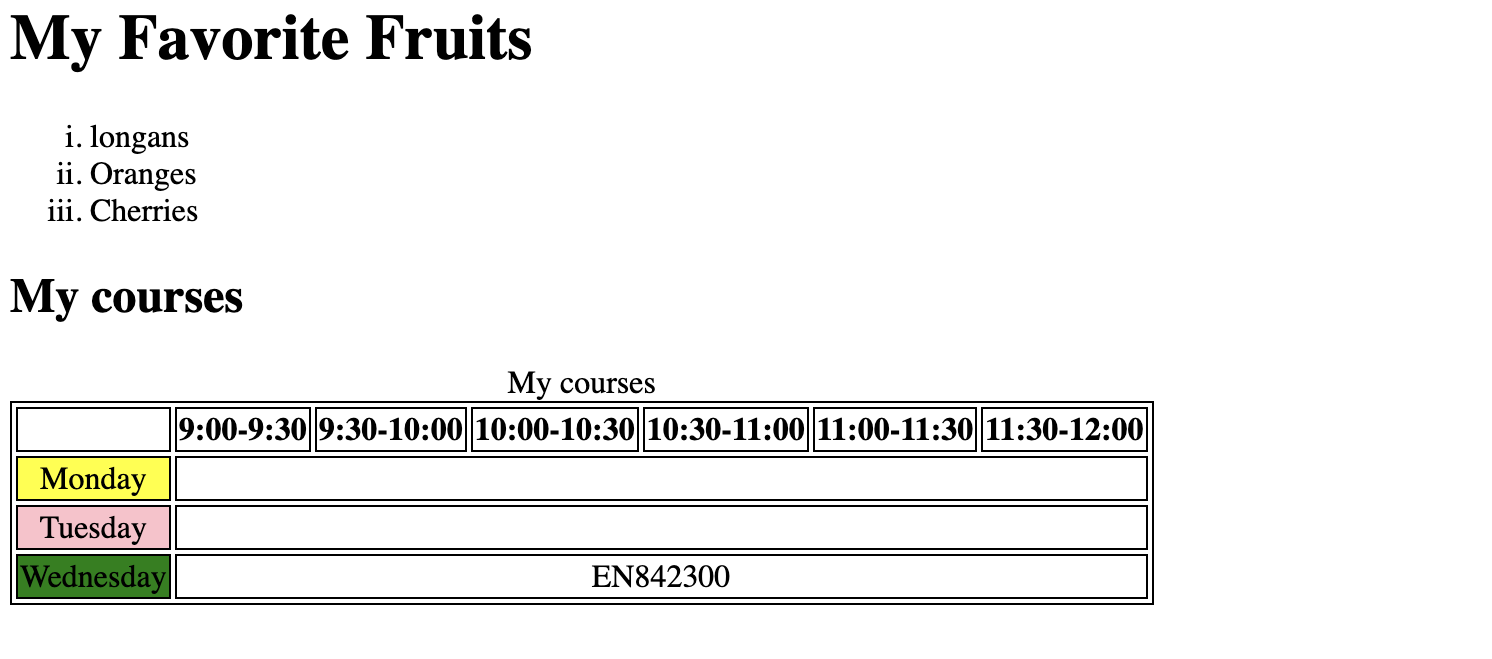 My Favorite Fruits
i. longans
ii. Oranges
iii. Cherries
My courses
My courses
9:00-9:30 9:30-10:00 10:00-10:30 10:30-11:00 11:00-11:30 11:30-12:00
Monday
Tuesday
Wednesday EN842300